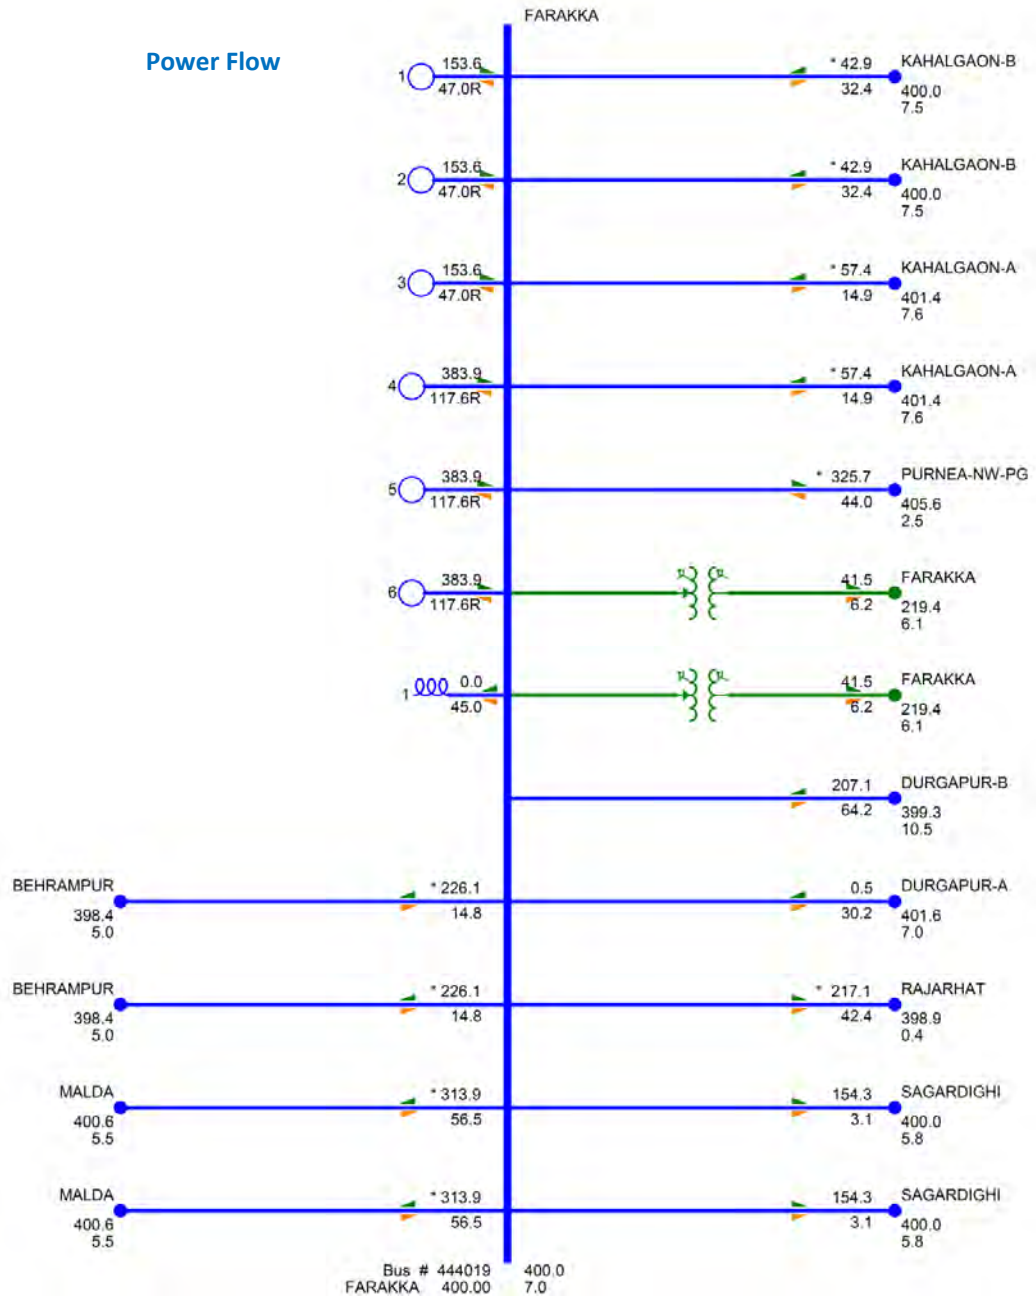 FARAKKA
Power Flow
1 153.6 47.0R
* 42.9 32.4 KAHALGAON-B 400.0 7.5
2 153.6 47.0R
* 42.9 32.4 KAHALGAON-B 400.0 7.5
3 153.6 47.0R
* 57.4 14.9 KAHALGAON-A 401.4 7.6
4 383.9 117.6R
* 57.4 14.9 KAHALGAON-A 401.4 7.6
5 383.9 117.6R
* 325.7 44.0 PURNEA-NW-PG 405.6 2.5
6 383.9 117.6R
41.5 6.2 FARAKKA 219.4 6.1
1 0.0 45.0
41.5 6.2 FARAKKA 219.4 6.1
207.1 64.2 DURGAPUR-B 399.3 10.5
BEHRAMPUR 398.4 5.0 * 226.1 14.8
0.5 30.2 DURGAPUR-A 401.6 7.0
BEHRAMPUR 398.4 5.0 * 226.1 14.8
* 217.1 42.4 RAJARHAT 398.9 0.4
MALDA 400.6 5.5 * 313.9 56.5
154.3 3.1 SAGARDIGHI 400.0 5.8
MALDA 400.6 5.5 * 313.9 56.5
154.3 3.1 SAGARDIGHI 400.0 5.8
Bus # 444019 400.0
FARAKKA 400.00 7.0